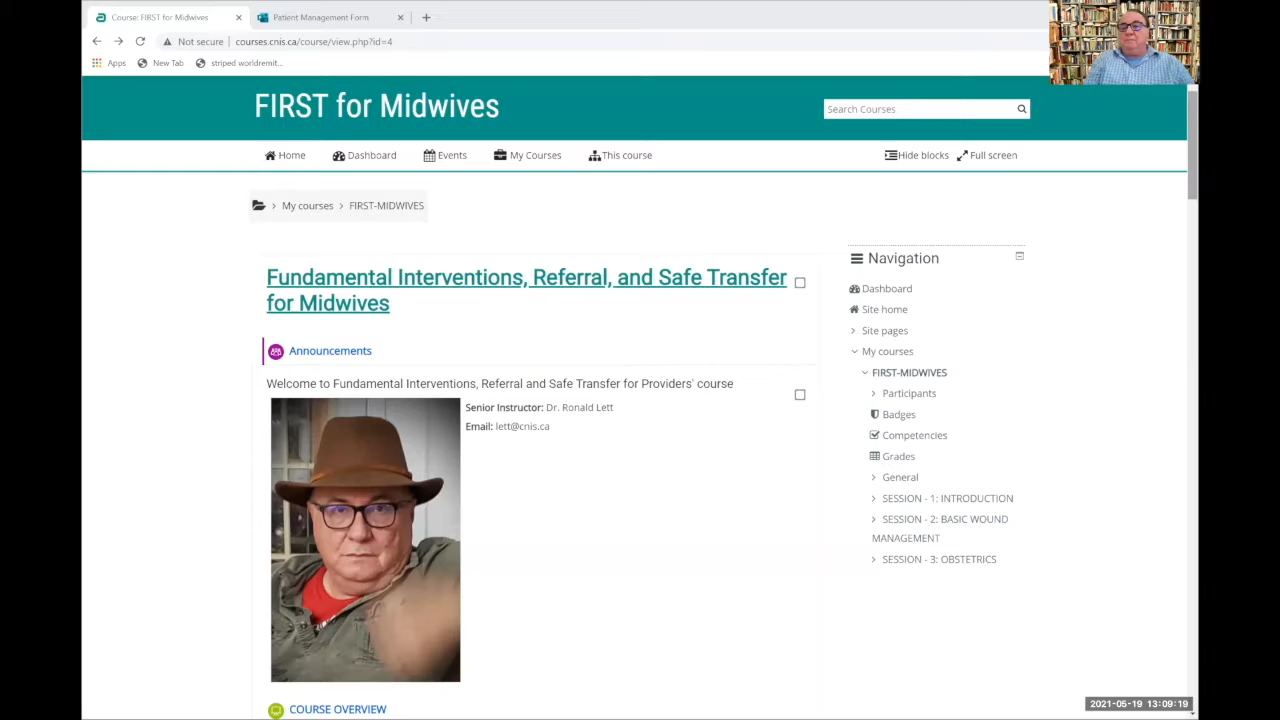 Course: FIRST for Midwives
Patient Management Form
Not secure | courses.cnis.ca/course/view.php?id=4
Apps
New Tab
striped worldremit...
FIRST for Midwives
Search Courses
Home
Dashboard
Events
My Courses
This course
Hide blocks
Full screen
My courses
FIRST-MIDWIVES
Fundamental Interventions, Referral, and Safe Transfer
for Midwives
Announcements
Welcome to Fundamental Interventions, Referral and Safe Transfer for Providers' course
Senior Instructor: Dr. Ronald Lett
Email: lett@cnis.ca
COURSE OVERVIEW
Navigation
Dashboard
Site home
Site pages
My courses
FIRST-MIDWIVES
Participants
Badges
Competencies
Grades
General
SESSION - 1: INTRODUCTION
SESSION - 2: BASIC WOUND
MANAGEMENT
SESSION - 3: OBSTETRICS
2021-05-19 13:09:19